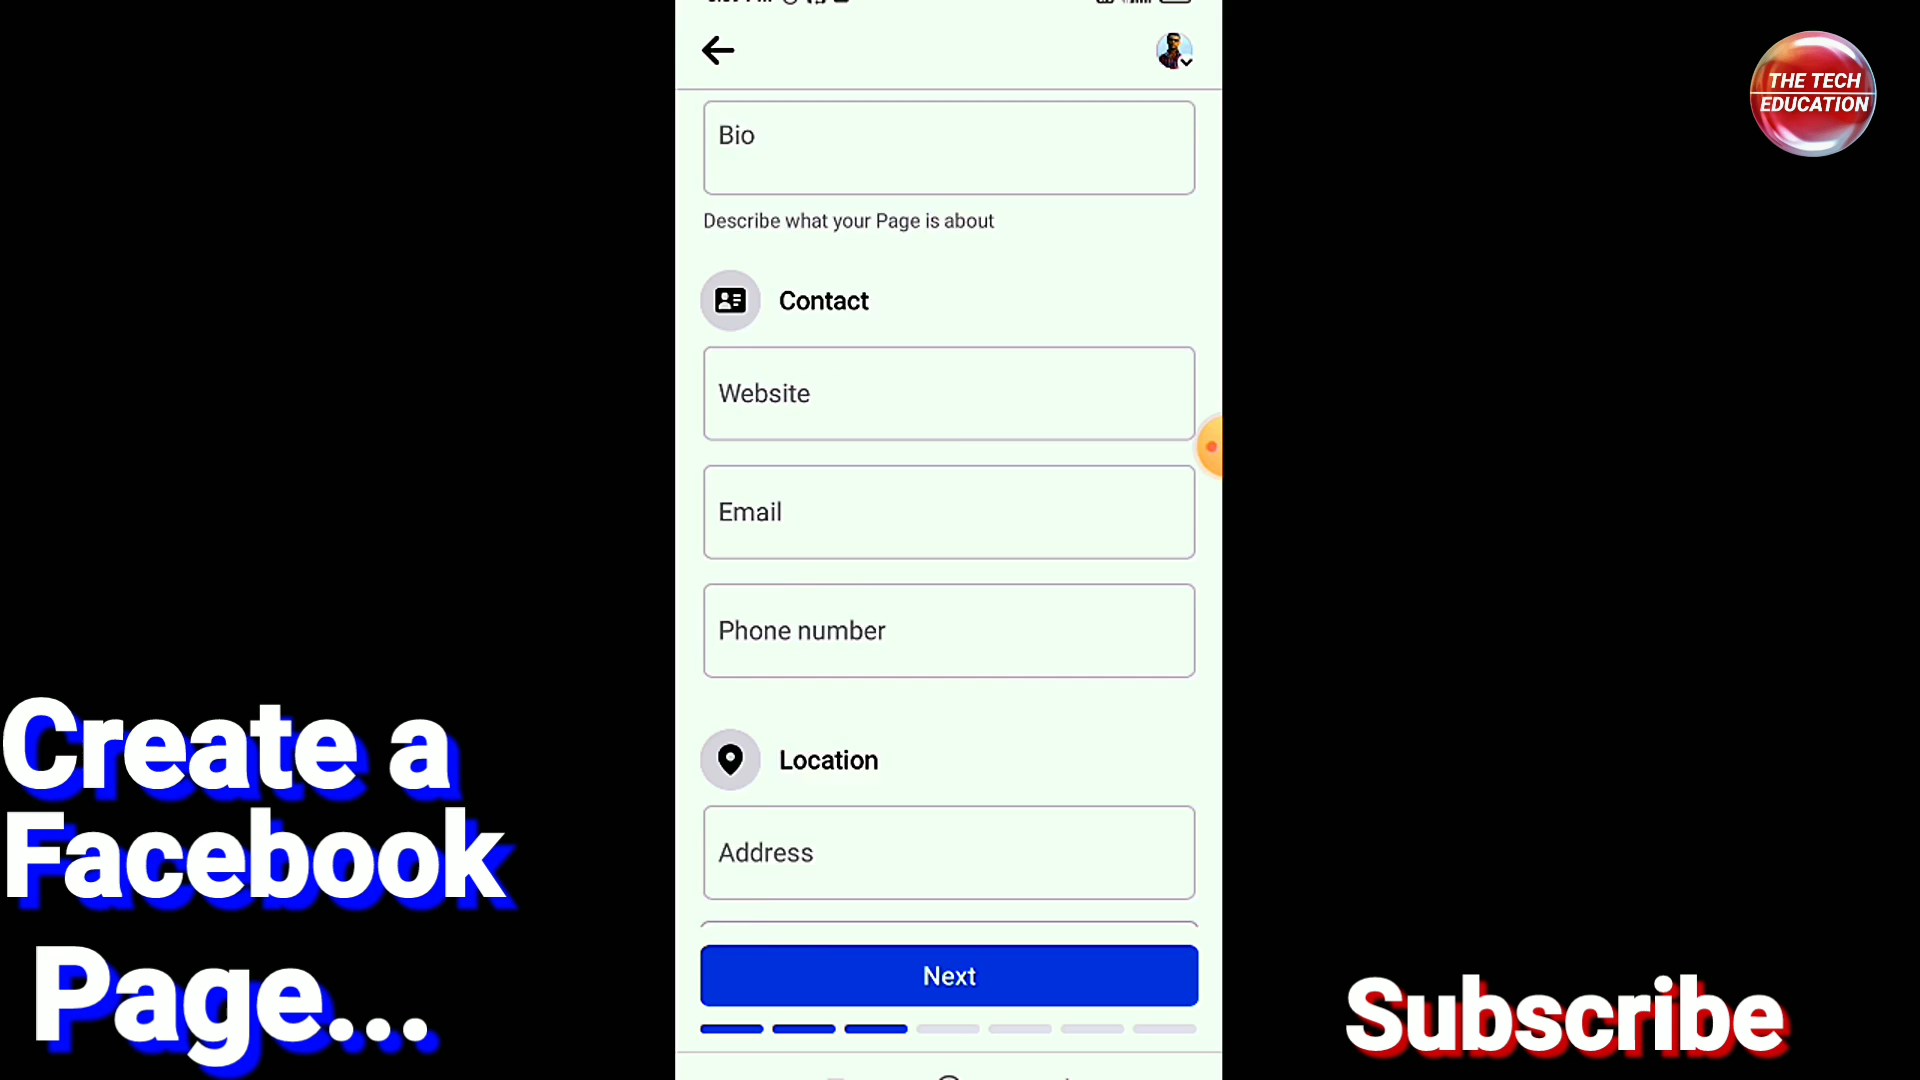 THE TECH
EDUCATION
Bio
Describe what your Page is about
Contact
Website
Email
Phone number
Location
Address
Next
Create a
Facebook
Page...
Subscribe